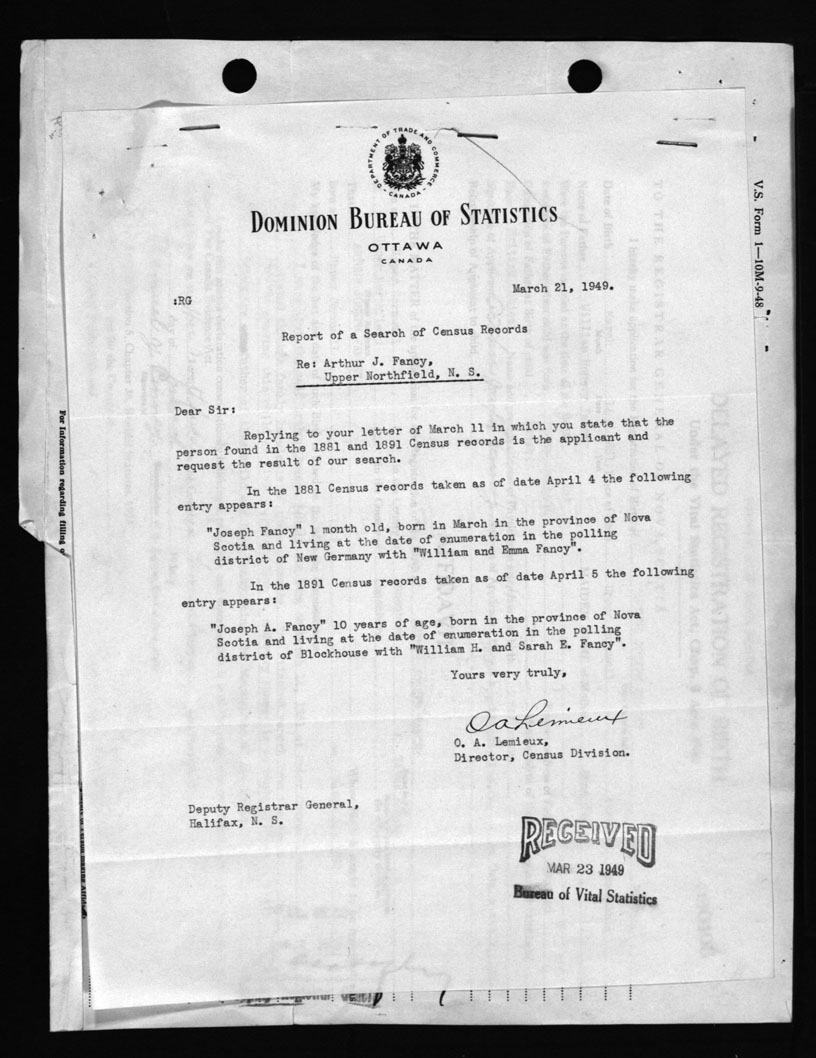 DEPARTMENT OF TRADE AND COMMERCE
CANADA
DOMINION BUREAU OF STATISTICS
OTTAWA
CANADA
March 21, 1949.
:RG
Report of a Search of Census Records
Re: Arthur J. Fancy,
Upper Northfield, N. S.
Dear Sir:
Replying to your letter of March 11 in which you state that the
person found in the 1881 and 1891 Census records is the applicant and
request the result of our search.
In the 1881 Census records taken as of date April 4 the following
entry appears:
"Joseph Fancy" 1 month old, born in March in the province of Nova
Scotia and living at the date of enumeration in the polling
district of New Germany with "William and Emma Fancy".
In the 1891 Census records taken as of date April 5 the following
entry appears:
"Joseph A. Fancy" 10 years of age, born in the province of Nova
Scotia and living at the date of enumeration in the polling
district of Blockhouse with "William H. and Sarah E. Fancy".
Yours very truly,
O A Lemieux
O. A. Lemieux,
Director, Census Division.
Deputy Registrar General,
Halifax, N. S.
RECEIVED
MAR 23 1949
Bureau of Vital Statistics
V.S. Form 1—10M-9-48
For information regarding filling